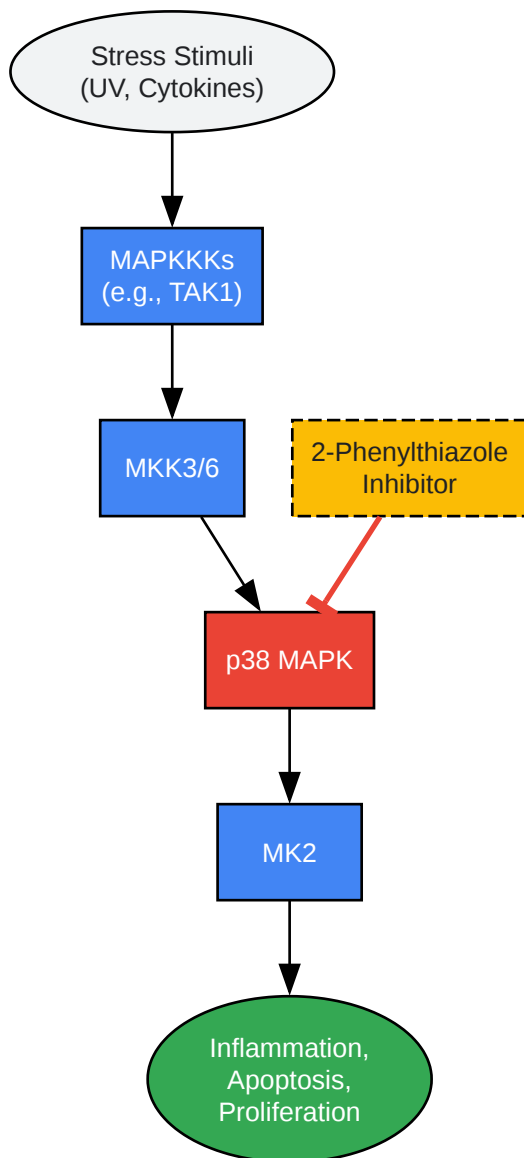 Stress Stimuli
(UV, Cytokines)
MAPKKKs
(e.g., TAK1)
MKK3/6
2-Phenylthiazole
Inhibitor
p38 MAPK
MK2
Inflammation,
Apoptosis,
Proliferation